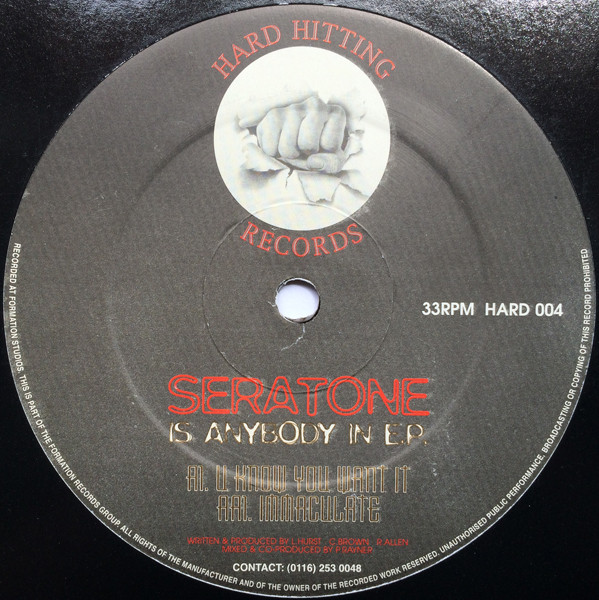 HARD HITTING
RECORDS
33RPM HARD 004
SERATONE
IS ANYBODY IN E.P.
A1. U KNOW YOU WANT IT
AA1. IMMACULATE
WRITTEN & PRODUCED BY L.HURST . C.BROWN . P.ALLEN
MIXED & CO-PRODUCED BY P.RAYNER
CONTACT: (0116) 253 0048
RECORDED AT FORMATION STUDIOS. THIS IS PART OF THE FORMATION RECORDS GROUP. ALL RIGHTS OF THE MANUFACTURER AND OF THE OWNER OF THE RECORDED WORK RESERVED. UNAUTHORISED PUBLIC PERFORMANCE, BROADCASTING OR COPYING OF THIS RECORD PROHIBITED